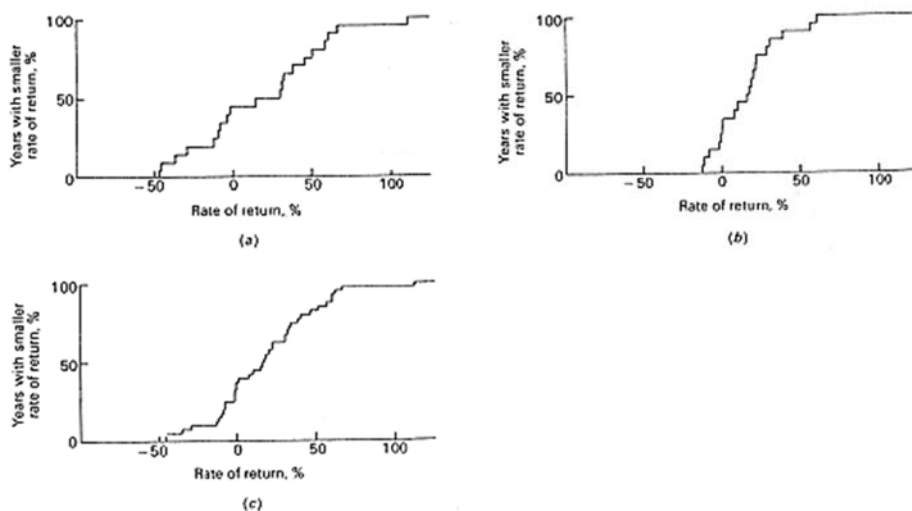 100
Years with smaller
rate of return, %
50
0
−50
0
50
100
Rate of return, %
(a)
100
Years with smaller
rate of return, %
50
0
−50
0
50
100
Rate of return, %
(b)
100
Years with smaller
rate of return, %
50
0
−50
0
50
100
Rate of return, %
(c)